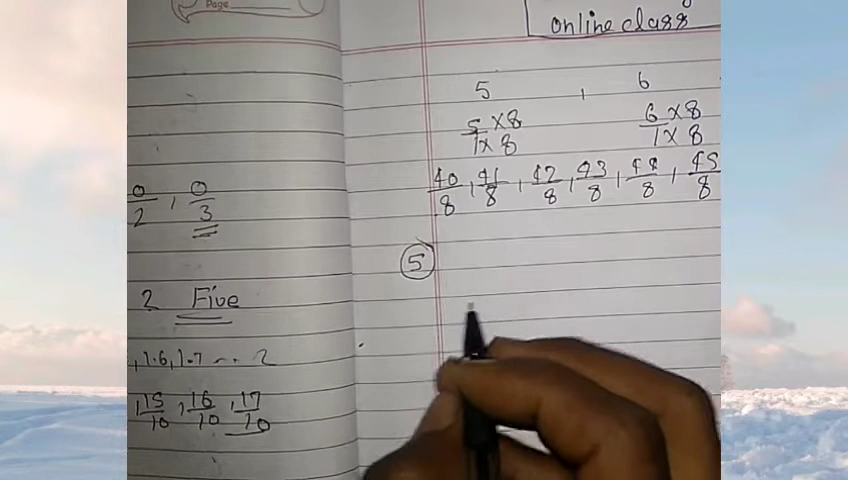 Page
0/2 , 0/3
2 Five
, 1.6, 1.7 -- 2
, 15/10 , 16/10 , 17/10
online class
5 , 6
5 × 8 / 1 × 8
6 × 8 / 1 × 8
40/8 , 41/8 , 42/8 , 43/8 , 44/8 , 45/8
5